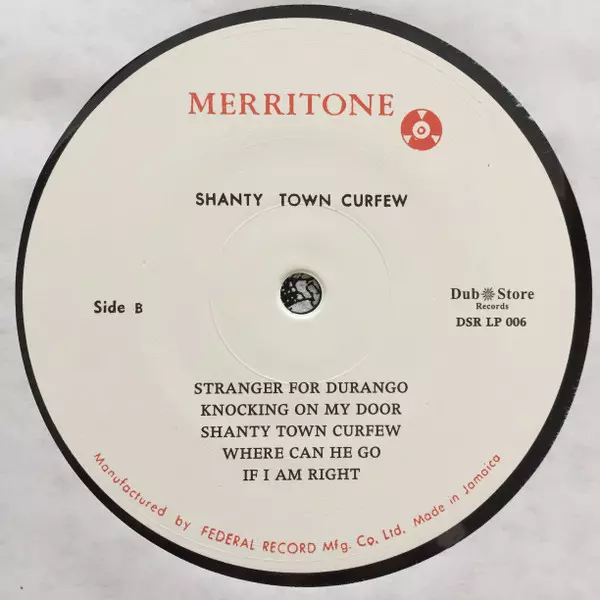 MERRITONE
SHANTY TOWN CURFEW
Side B
Dub Store
Records
DSR LP 006
STRANGER FOR DURANGO
KNOCKING ON MY DOOR
SHANTY TOWN CURFEW
WHERE CAN HE GO
IF I AM RIGHT
Manufactured by FEDERAL RECORD Mfg. Co. Ltd. Made in Jamaica